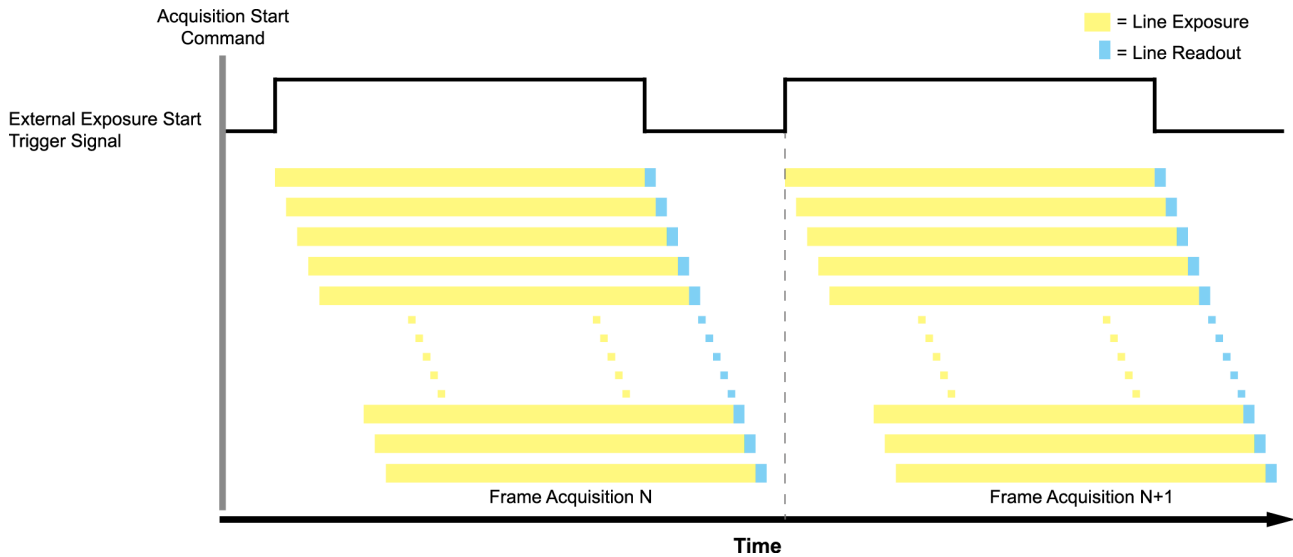 Acquisition Start
Command
= Line Exposure
= Line Readout
External Exposure Start
Trigger Signal
Frame Acquisition N
Frame Acquisition N+1
Time